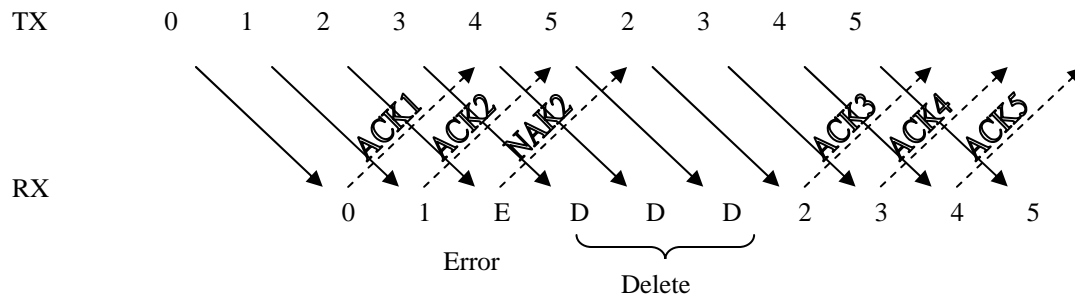 TX 0 1 2 3 4 5 2 3 4 5
ACK1 ACK2 NAK2 ACK3 ACK4 ACK5
RX
0 1 E D D D 2 3 4 5
Error
Delete